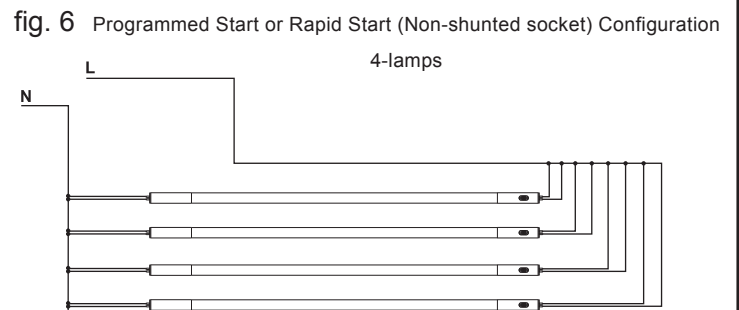 fig. 6 Programmed Start or Rapid Start (Non-shunted socket) Configuration
4-lamps
L
N